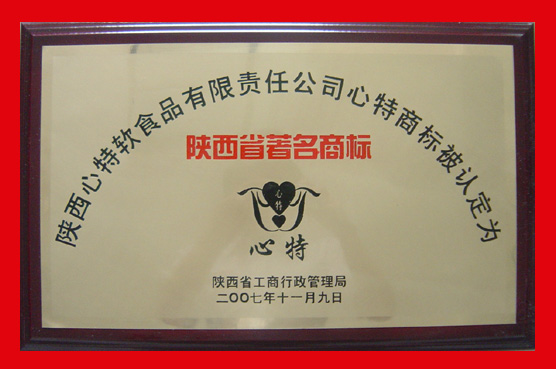 陕西心特软食品有限责任公司心特商标被认定为
陕西省著名商标
心特
心特
陕西省工商行政管理局
二〇〇七年十一月九日